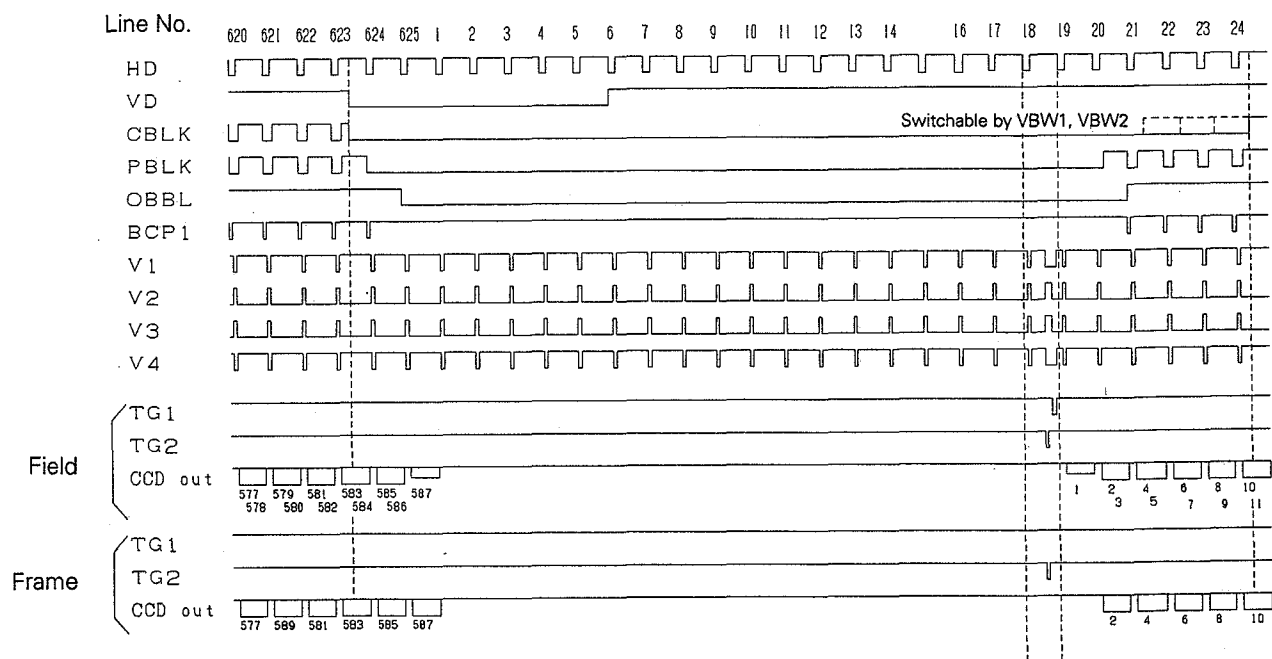 Line No. 620 621 622 623 624 625 1 2 3 4 5 6 7 8 9 10 11 12 13 14 16 17 18 19 20 21 22 23 24
HD
VD
CBLK Switchable by VBW1, VBW2
PBLK
OBBL
BCP1
V1
V2
V3
V4
Field
TG1
TG2
CCD out
577 579 581 583 585 587 1 2 4 6 8 10
578 580 582 584 586 3 5 7 9 11
Frame
TG1
TG2
CCD out
577 589 581 583 585 587 2 4 6 8 10